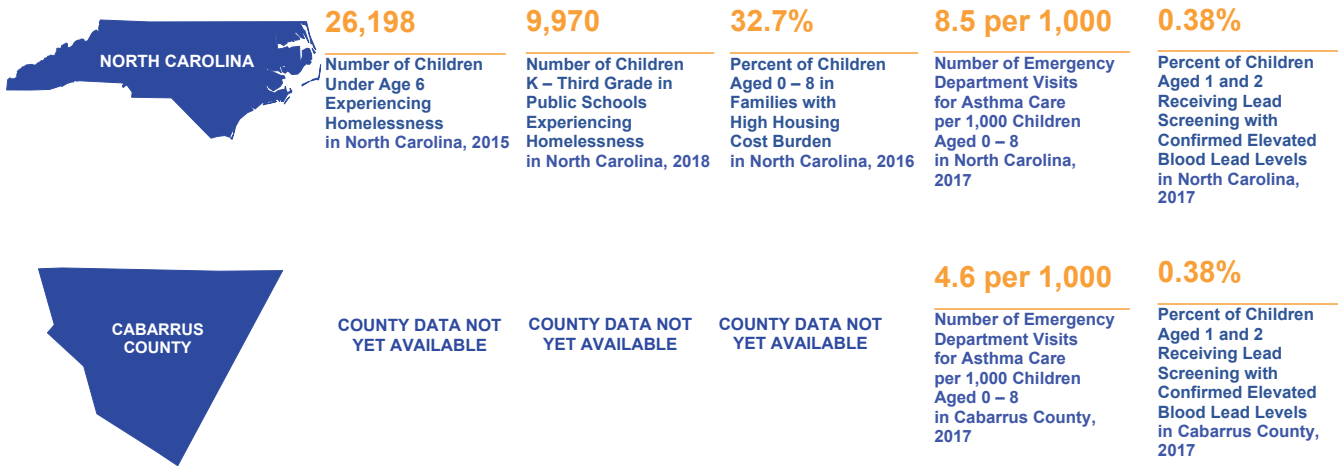 NORTH CAROLINA
26,198
Number of Children
Under Age 6
Experiencing
Homelessness
in North Carolina, 2015
9,970
Number of Children
K – Third Grade in
Public Schools
Experiencing
Homelessness
in North Carolina, 2018
32.7%
Percent of Children
Aged 0 – 8 in
Families with
High Housing
Cost Burden
in North Carolina, 2016
8.5 per 1,000
Number of Emergency
Department Visits
for Asthma Care
per 1,000 Children
Aged 0 – 8
in North Carolina,
2017
0.38%
Percent of Children
Aged 1 and 2
Receiving Lead
Screening with
Confirmed Elevated
Blood Lead Levels
in North Carolina,
2017
CABARRUS
COUNTY
COUNTY DATA NOT
YET AVAILABLE
COUNTY DATA NOT
YET AVAILABLE
COUNTY DATA NOT
YET AVAILABLE
4.6 per 1,000
Number of Emergency
Department Visits
for Asthma Care
per 1,000 Children
Aged 0 – 8
in Cabarrus County,
2017
0.38%
Percent of Children
Aged 1 and 2
Receiving Lead
Screening with
Confirmed Elevated
Blood Lead Levels
in Cabarrus County,
2017